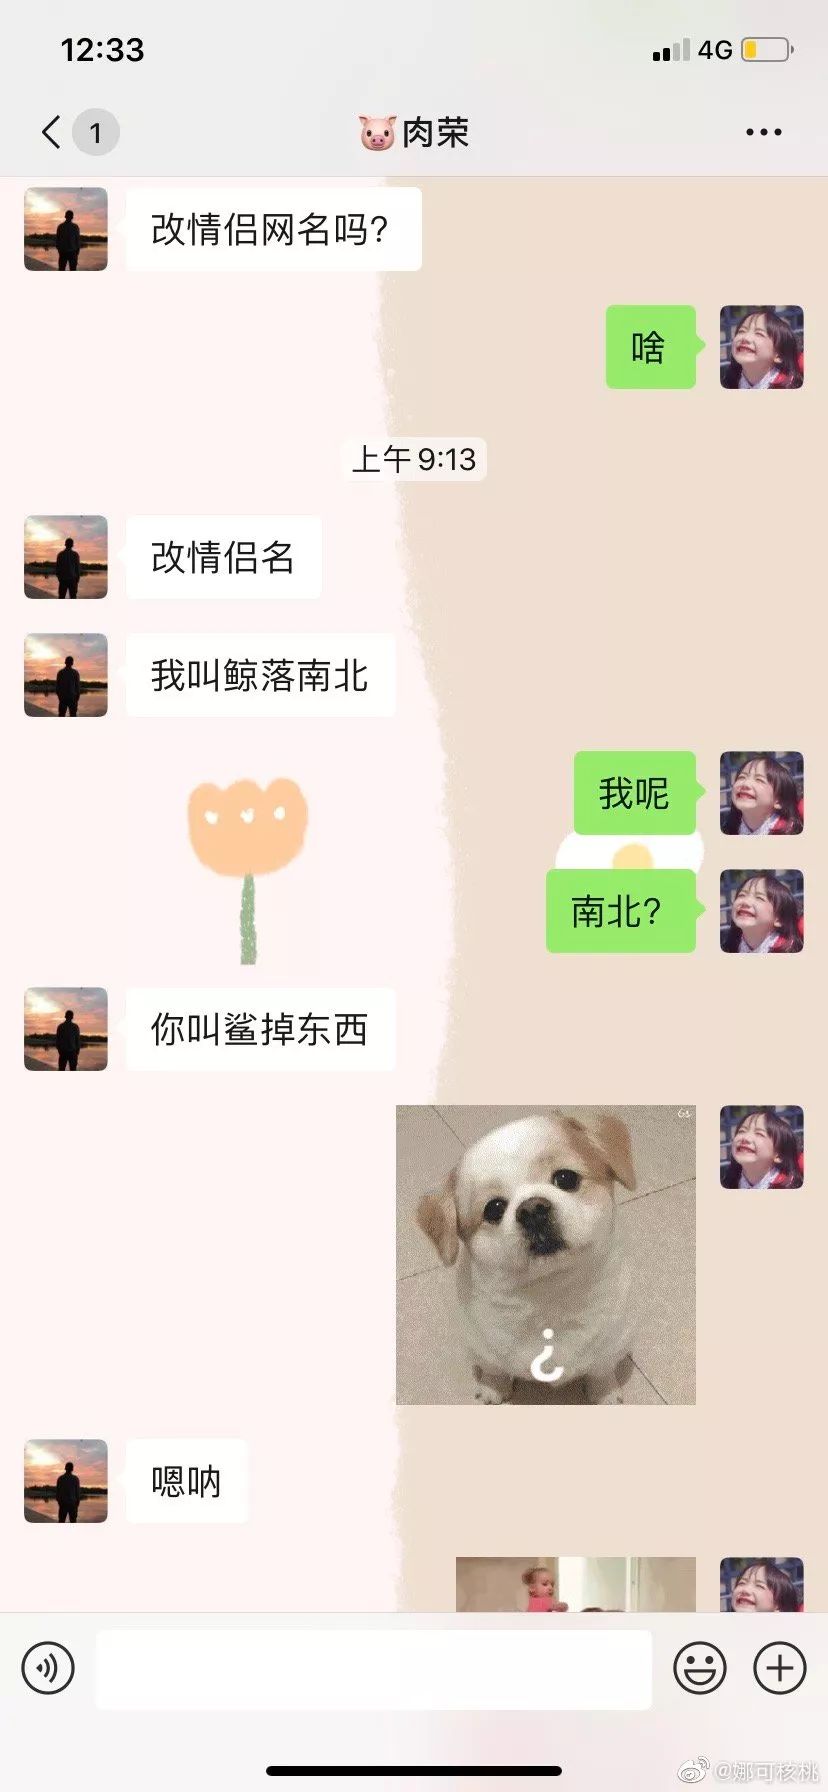 12:33
4G
1
🐷肉荣
改情侣网名吗?
啥
上午 9:13
改情侣名
我叫鲸落南北
我呢
南北?
你叫鲨掉东西
¿
嗯呐
@娜可核桃